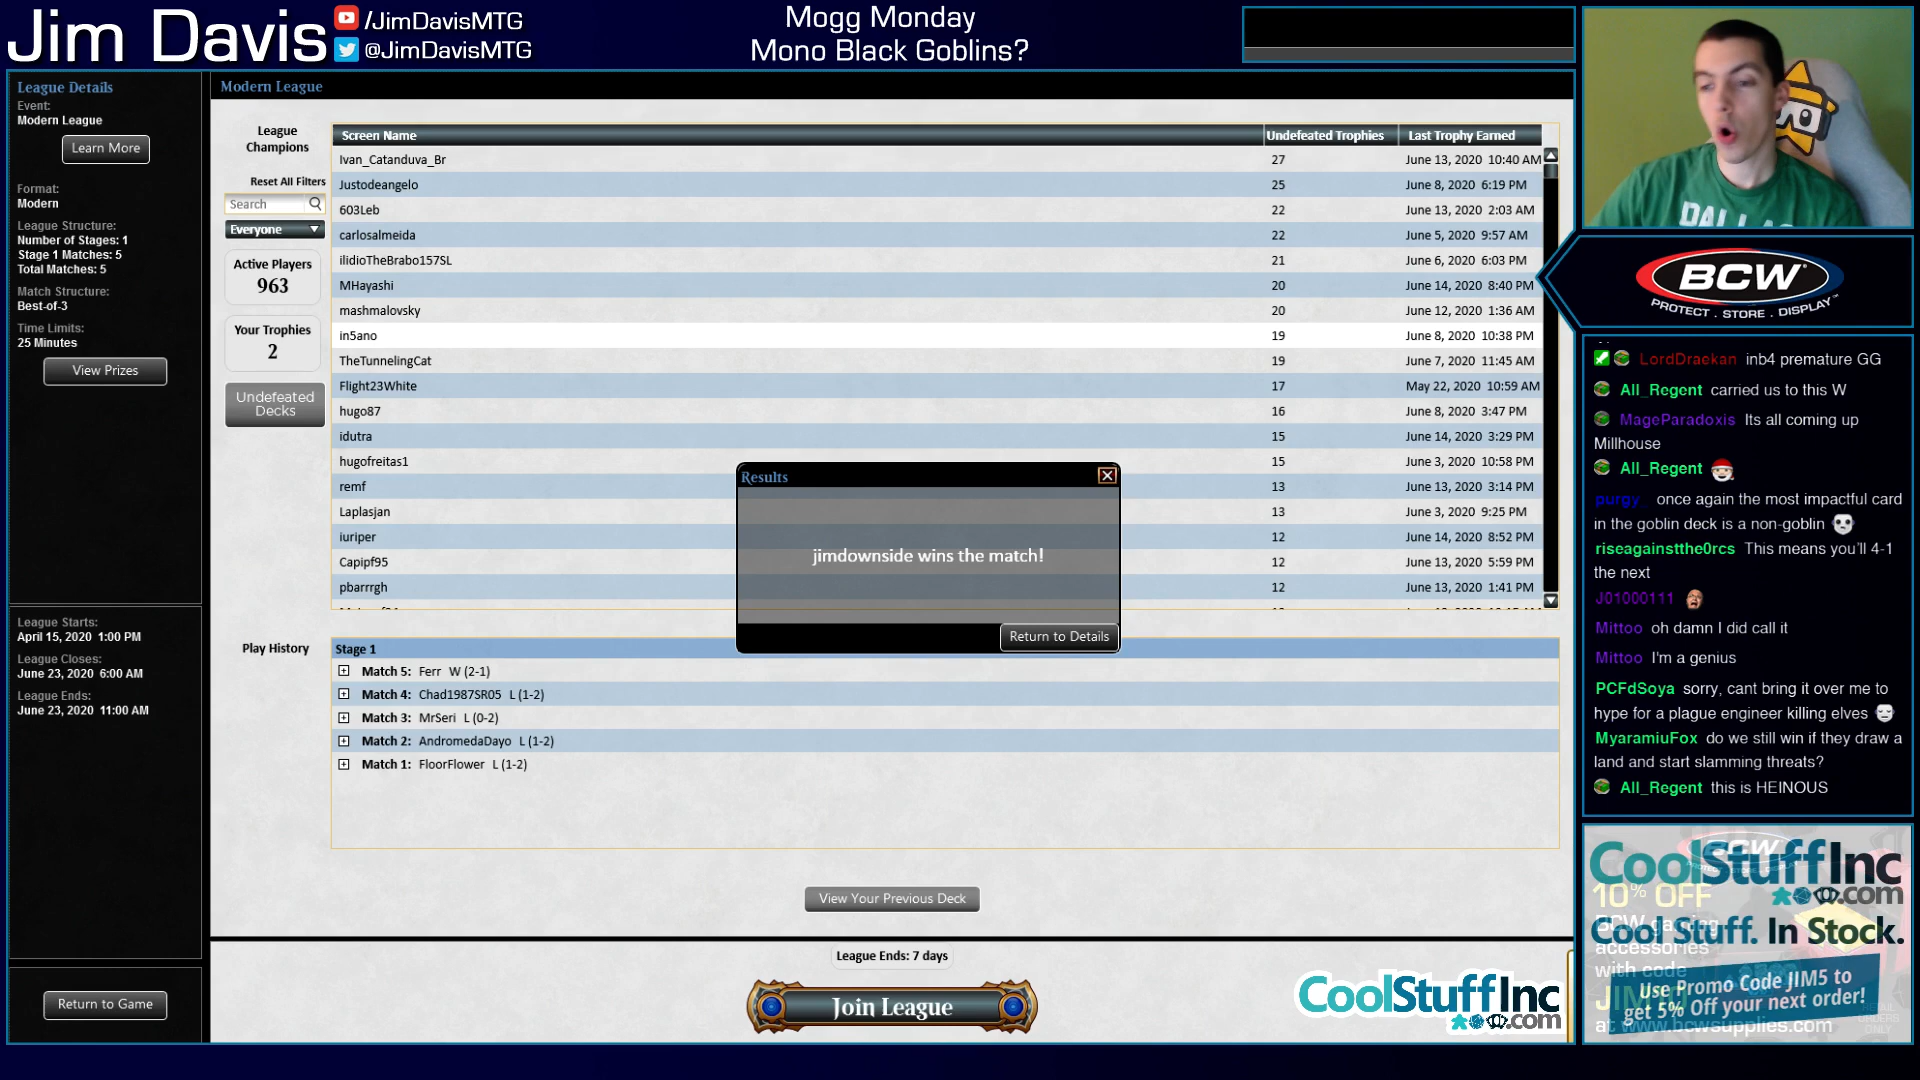 Jim Davis
/JimDavisMTG
@JimDavisMTG
Mogg Monday
Mono Black Goblins?
League Details
Event:
Modern League
Learn More
Format:
Modern
League Structure:
Number of Stages: 1
Stage 1 Matches: 5
Total Matches: 5
Match Structure:
Best-of-3
Time Limits:
25 Minutes
View Prizes
League Starts:
April 15, 2020 1:00 PM
League Closes:
June 23, 2020 6:00 AM
League Ends:
June 23, 2020 11:00 AM
Return to Game
Modern League
League
Champions
Reset All Filters
Search
Everyone
Active Players
963
Your Trophies
2
Undefeated
Decks
Screen Name Undefeated Trophies Last Trophy Earned
Ivan_Catanduva_Br 27 June 13, 2020 10:40 AM
Justodeangelo 25 June 8, 2020 6:19 PM
603Leb 22 June 13, 2020 2:03 AM
carlosalmeida 22 June 5, 2020 9:57 AM
ilidioTheBrabo157SL 21 June 6, 2020 6:03 PM
MHayashi 20 June 14, 2020 8:40 PM
mashmalovsky 20 June 12, 2020 1:36 AM
in5ano 19 June 8, 2020 10:38 PM
TheTunnelingCat 19 June 7, 2020 11:45 AM
Flight23White 17 May 22, 2020 10:59 AM
hugo87 16 June 8, 2020 3:47 PM
idutra 15 June 14, 2020 3:29 PM
hugofreitas1 15 June 3, 2020 10:58 PM
remf 13 June 13, 2020 3:14 PM
Laplasjan 13 June 3, 2020 9:25 PM
iuriper 12 June 14, 2020 8:52 PM
Capipf95 12 June 13, 2020 5:59 PM
pbarrrgh 12 June 13, 2020 1:41 PM
Results
jimdownside wins the match!
Return to Details
Play History
Stage 1
Match 5: Ferr W (2-1)
Match 4: Chad1987SR05 L (1-2)
Match 3: MrSeri L (0-2)
Match 2: AndromedaDayo L (1-2)
Match 1: FloorFlower L (1-2)
View Your Previous Deck
League Ends: 7 days
Join League
CoolStuffInc
.com
DALLAS
BCW
PROTECT . STORE . DISPLAY™
LordDraekan inb4 premature GG
All_Regent carried us to this W
MageParadoxis Its all coming up
Millhouse
All_Regent
purgy_ once again the most impactful card
in the goblin deck is a non-goblin
riseagainstthe0rcs This means you'll 4-1
the next
J01000111
Mittoo oh damn I did call it
Mittoo I'm a genius
PCFdSoya sorry, cant bring it over me to
hype for a plague engineer killing elves
MyaramiuFox do we still win if they draw a
land and start slamming threats?
All_Regent this is HEINOUS
CoolStuffInc
.com
10% OFF
BCW gaming
Cool Stuff. In Stock.
accessories
with code
Use Promo Code JIM5 to
get 5% Off your next order!
at www.bcwsupplies.com